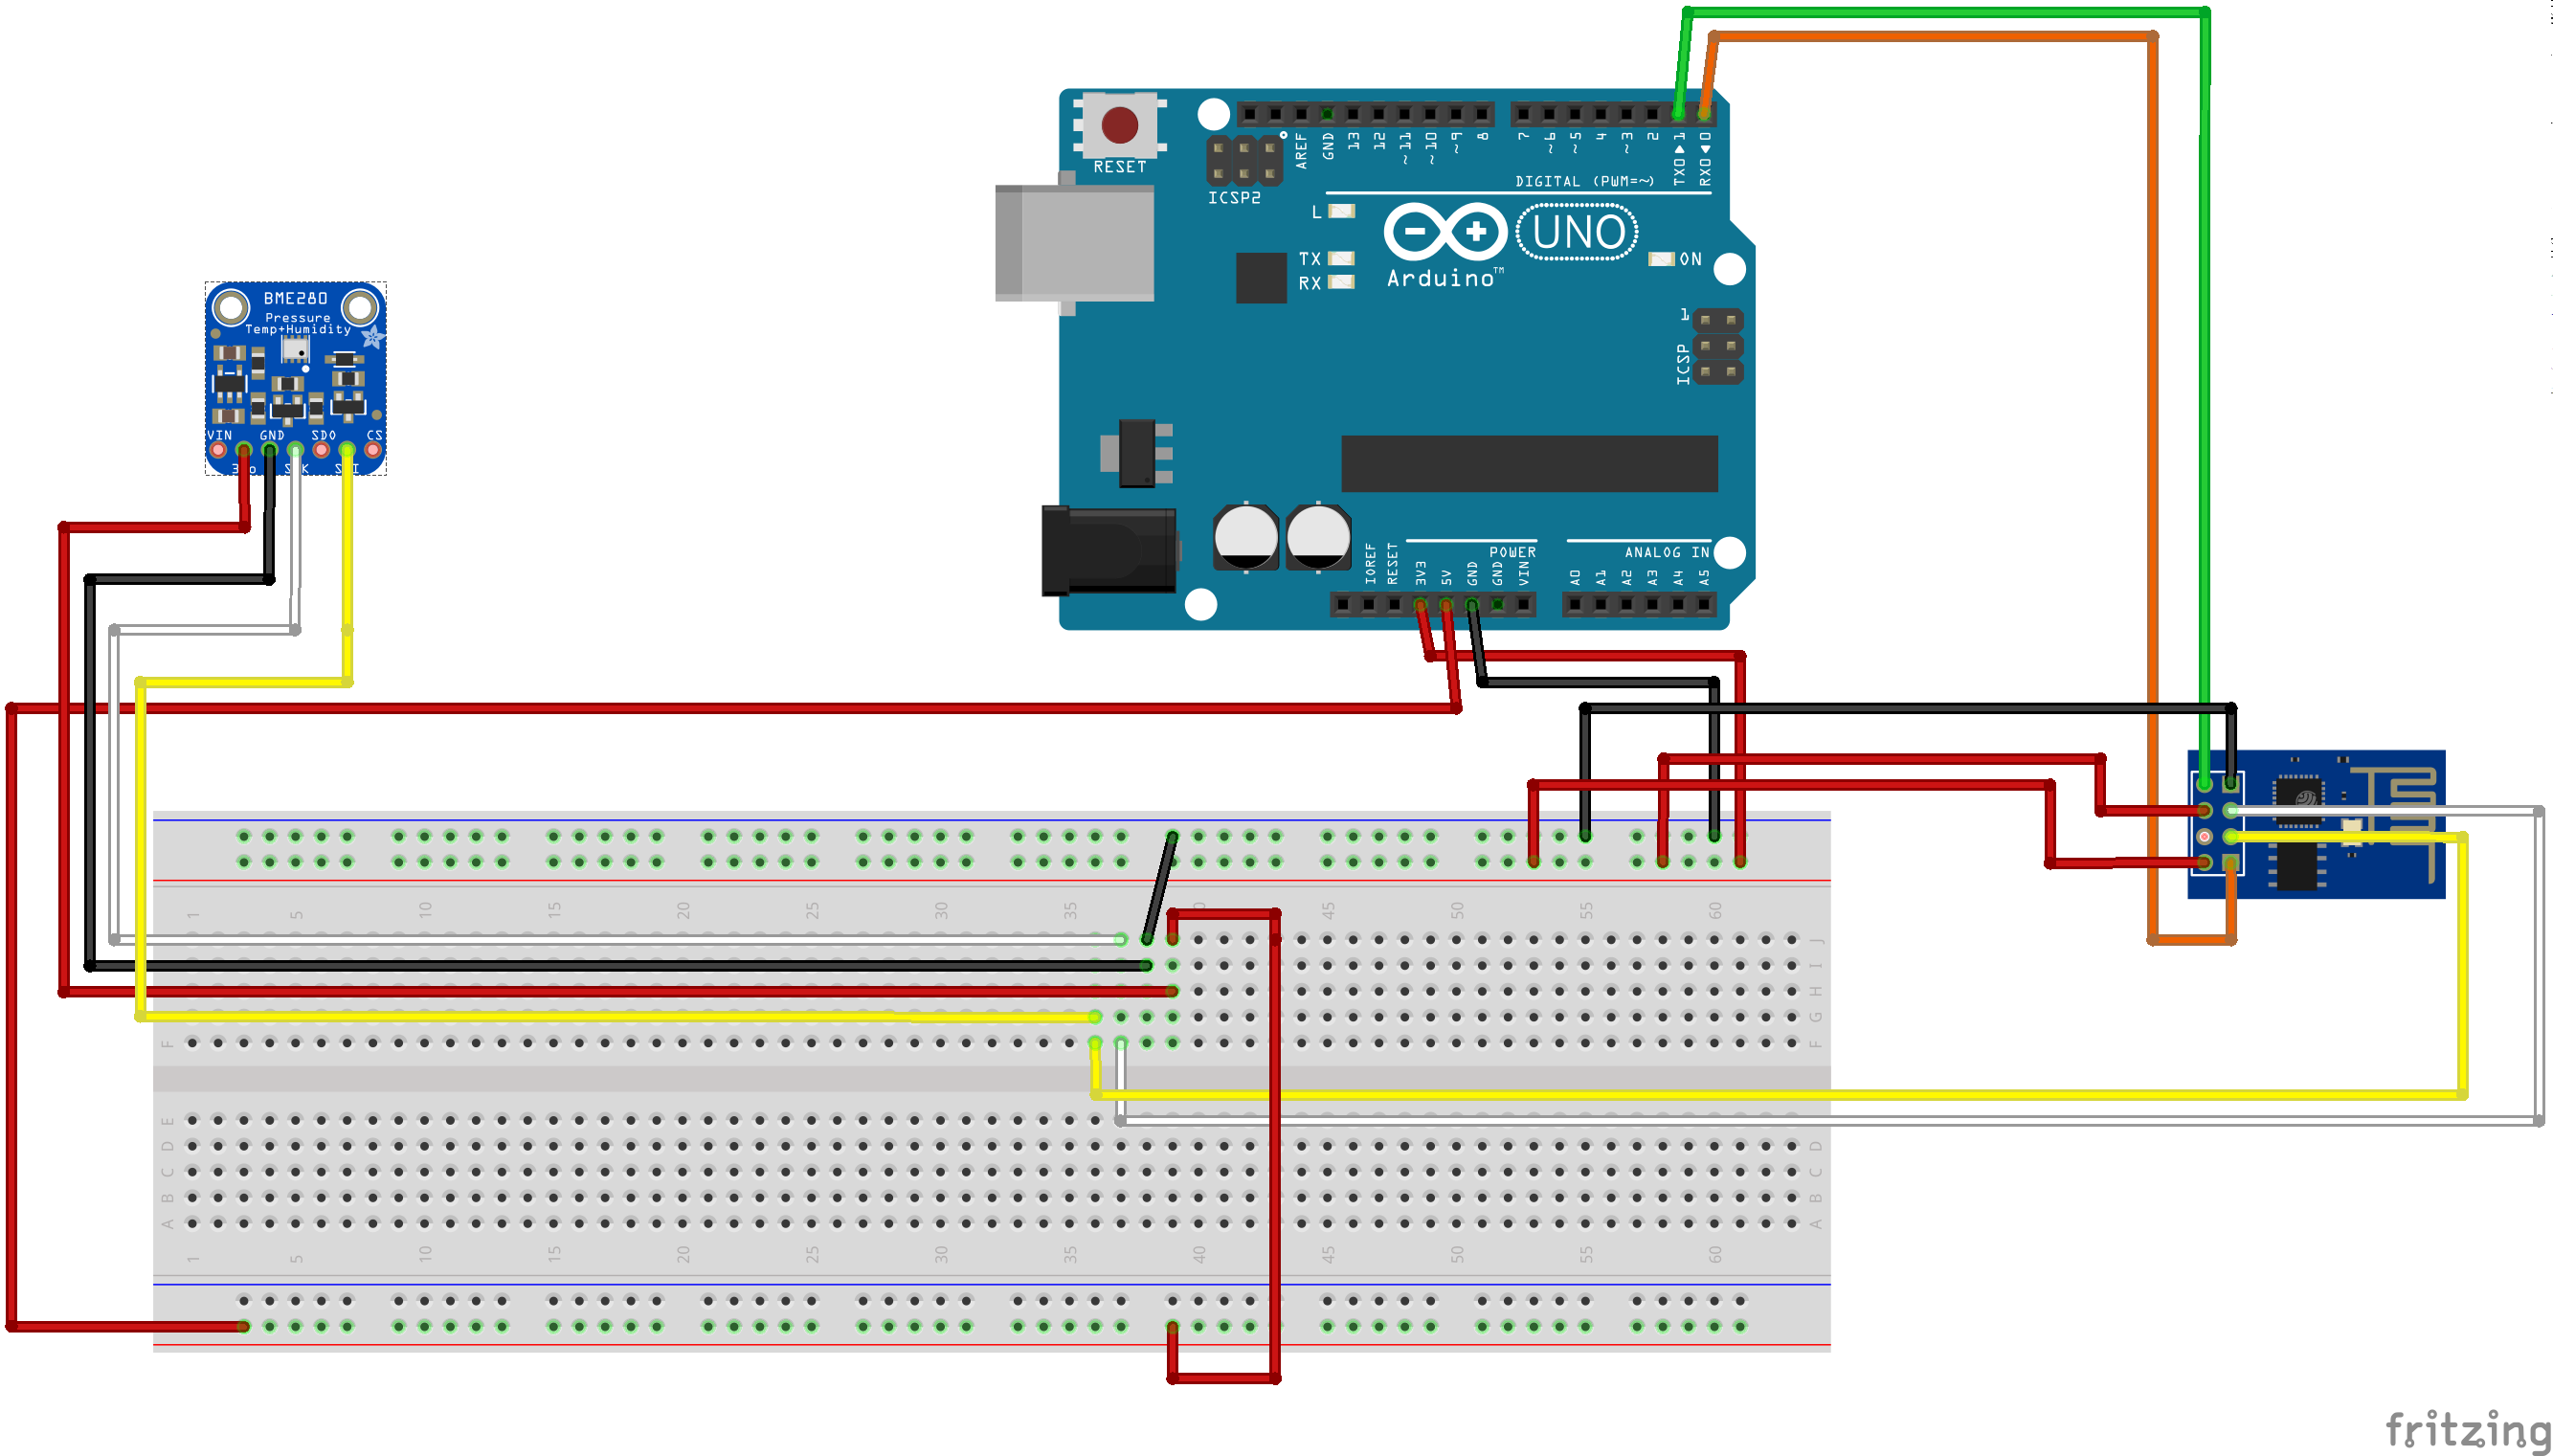 RESET
ICSP2
AREF
GND
13
12
~11
~10
~9
8
7
~6
~5
4
~3
2
TX0▶1
RX0◀0
DIGITAL (PWM=~)
L
TX
RX
UNO
Arduino™
ON
1
ICSP
BME280
Pressure
Temp+Humidity
VIN
GND
SDO
CS
IOREF
RESET
3V3
5V
GND
GND
VIN
POWER
ANALOG IN
A0
A1
A2
A3
A4
A5
1 5 10 15 20 25 30 35 45 50 55 60
J
I
H
G
F F
E E
D D
C C
B B
A A
1 5 10 15 20 25 30 35 40 45 50 55 60
fritzing